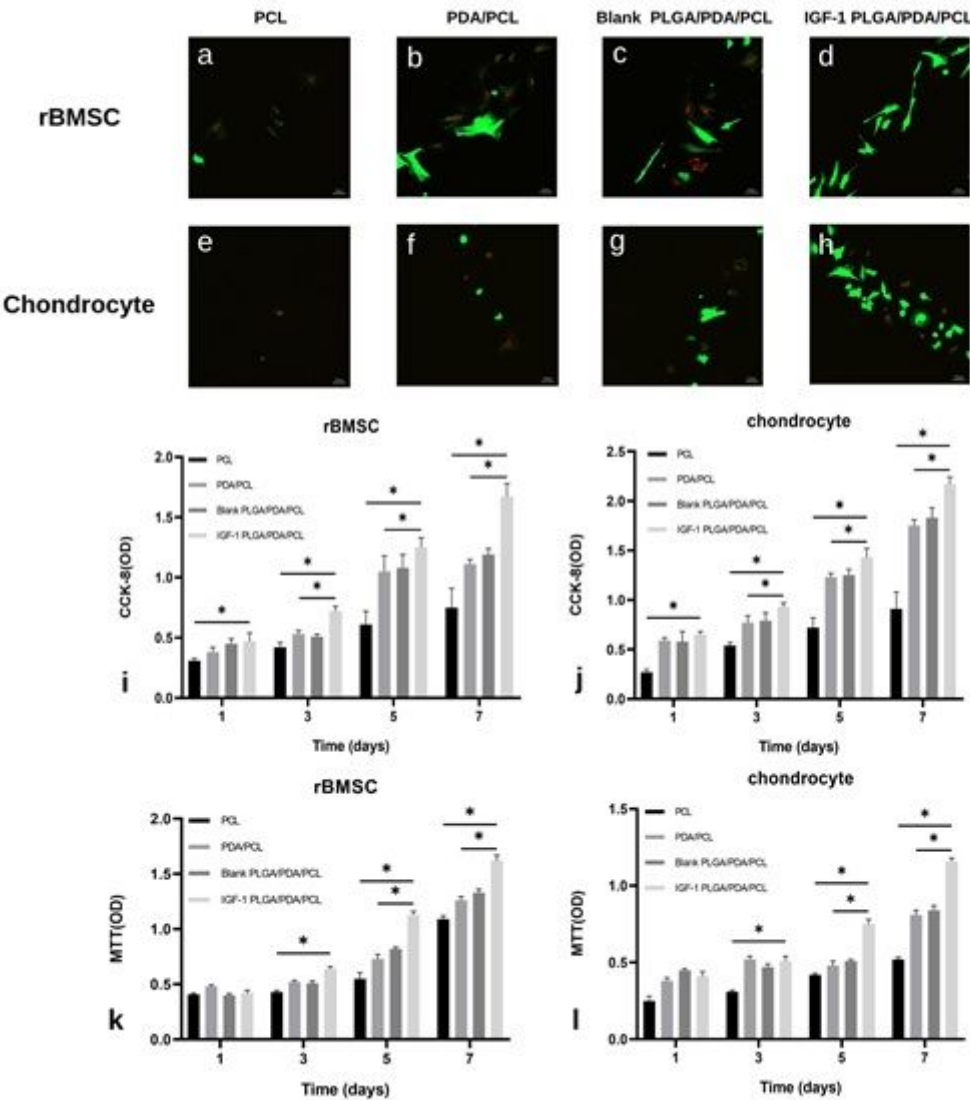 PCL PDA/PCL Blank PLGA/PDA/PCL IGF-1 PLGA/PDA/PCL
rBMSC a b c d
Chondrocyte e f g h
rBMSC
CCK-8(OD)
2.0
1.5
1.0
0.5
0.0
PCL
PDA/PCL
Blank PLGA/PDA/PCL
IGF-1 PLGA/PDA/PCL
* * * * * * *
i
1 3 5 7
Time (days)
chondrocyte
CCK-8(OD)
2.5
2.0
1.5
1.0
0.5
0.0
PCL
PDA/PCL
Blank PLGA/PDA/PCL
IGF-1 PLGA/PDA/PCL
* * * * * * *
j
1 3 5 7
Time (days)
rBMSC
MTT(OD)
2.0
1.5
1.0
0.5
0.0
PCL
PDA/PCL
Blank PLGA/PDA/PCL
IGF-1 PLGA/PDA/PCL
* * * * *
k
1 3 5 7
Time (days)
chondrocyte
MTT(OD)
1.5
1.0
0.5
0.0
PCL
PDA/PCL
Blank PLGA/PDA/PCL
IGF-1 PLGA/PDA/PCL
* * * * *
l
1 3 5 7
Time (days)